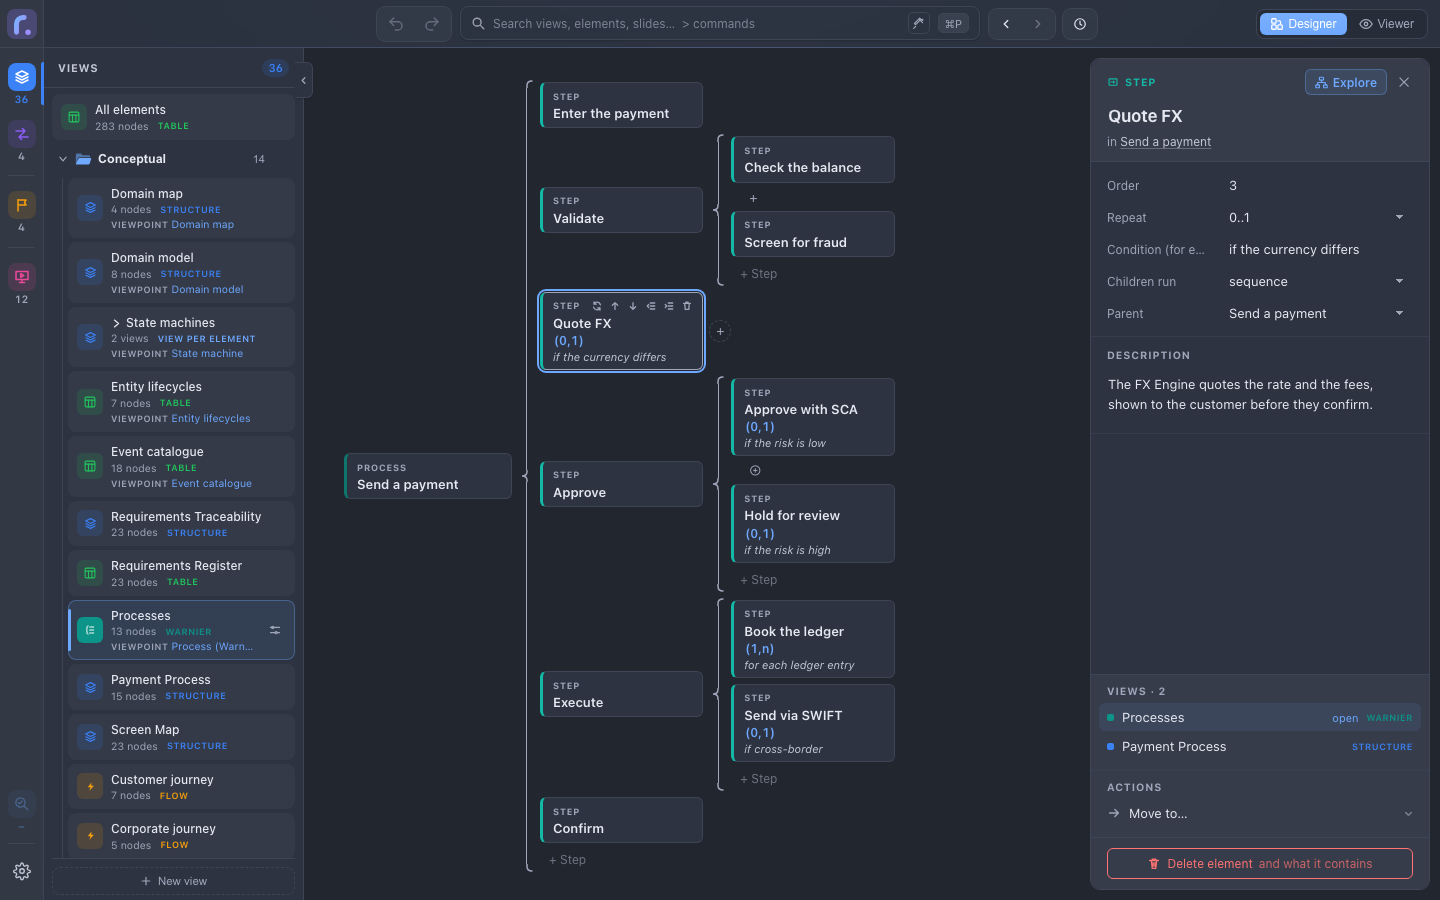 Search views, elements, slides... > commands
⌘P
Designer
Viewer
36
4
4
12
–
VIEWS
36
All elements
283 nodes TABLE
Conceptual
14
Domain map
4 nodes STRUCTURE
VIEWPOINT Domain map
Domain model
8 nodes STRUCTURE
VIEWPOINT Domain model
State machines
2 views VIEW PER ELEMENT
VIEWPOINT State machine
Entity lifecycles
7 nodes TABLE
VIEWPOINT Entity lifecycles
Event catalogue
18 nodes TABLE
VIEWPOINT Event catalogue
Requirements Traceability
23 nodes STRUCTURE
Requirements Register
23 nodes TABLE
Processes
13 nodes WARNIER
VIEWPOINT Process (Warn...
Payment Process
15 nodes STRUCTURE
Screen Map
23 nodes STRUCTURE
Customer journey
7 nodes FLOW
Corporate journey
5 nodes FLOW
+ New view
PROCESS
Send a payment
STEP
Enter the payment
STEP
Validate
STEP
Check the balance
+
STEP
Screen for fraud
+ Step
STEP
Quote FX
(0,1)
if the currency differs
+
STEP
Approve
STEP
Approve with SCA
(0,1)
if the risk is low
⊕
STEP
Hold for review
(0,1)
if the risk is high
+ Step
STEP
Execute
STEP
Book the ledger
(1,n)
for each ledger entry
STEP
Send via SWIFT
(0,1)
if cross-border
+ Step
STEP
Confirm
+ Step
STEP
Explore
Quote FX
in Send a payment
Order 3
Repeat 0..1
Condition (for e... if the currency differs
Children run sequence
Parent Send a payment
DESCRIPTION
The FX Engine quotes the rate and the fees,
shown to the customer before they confirm.
VIEWS · 2
Processes open WARNIER
Payment Process STRUCTURE
ACTIONS
Move to...
Delete element and what it contains